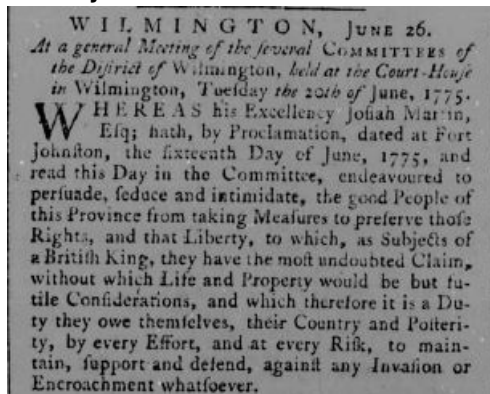 WILMINGTON, JUNE 26.
At a general Meeting of the ſeveral COMMITTEES of
the Diſtrict of Wilmington, held at the Court-Houſe
in Wilmington, Tueſday the 20th of June, 1775.
WHEREAS his Excellency Joſiah Martin,
Eſq; hath, by Proclamation, dated at Fort
Johnſton, the ſixteenth Day of June, 1775, and
read this Day in the Committee, endeavoured to
perſuade, ſeduce and intimidate, the good People of
this Province from taking Meaſures to preſerve thoſe
Rights, and that Liberty, to which, as Subjects of
a Britiſh King, they have the moſt undoubted Claim,
without which Life and Property would be but fu-
tile Conſiderations, and which therefore it is a Du-
ty they owe themſelves, their Country and Poſteri-
ty, by every Effort, and at every Riſk, to main-
tain, ſupport and defend, againſt any Invaſion or
Encroachment whatſoever.